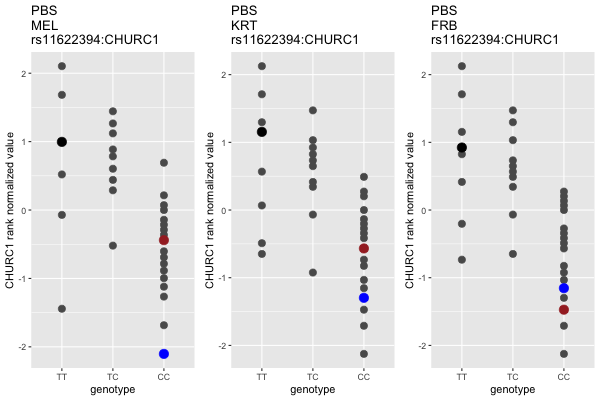 PBS
MEL
rs11622394:CHURC1
CHURC1 rank normalized value
2
1
0
-1
-2
TT
TC
CC
genotype
PBS
KRT
rs11622394:CHURC1
CHURC1 rank normalized value
2
1
0
-1
-2
TT
TC
CC
genotype
PBS
FRB
rs11622394:CHURC1
CHURC1 rank normalized value
2
1
0
-1
-2
TT
TC
CC
genotype